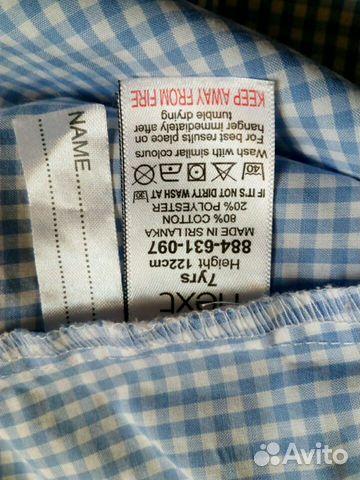 next
7yrs
Height 122cm
884-631-097
MADE IN SRI LANKA
80% COTTON
20% POLYESTER
IF IT'S NOT DIRTY WASH AT 30
40
Wash with similar colours
For best results place on
hanger immediately after
tumble drying
KEEP AWAY FROM FIRE
NAME
Avito